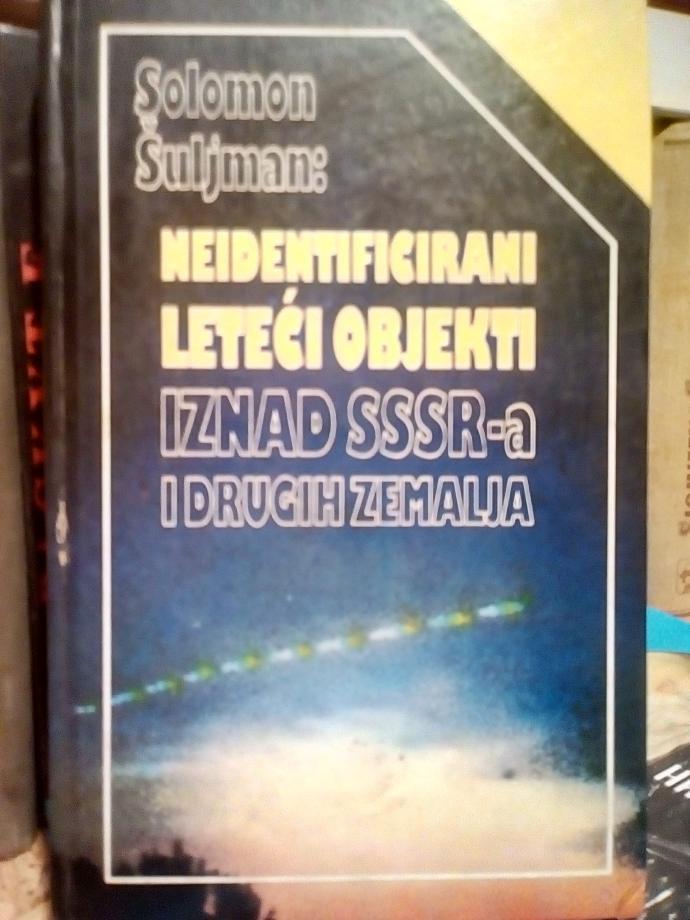 Solomon
Šuljman:
NEIDENTIFICIRANI
LETEĆI OBJEKTI
IZNAD SSSR-a
I DRUGIH ZEMALJA